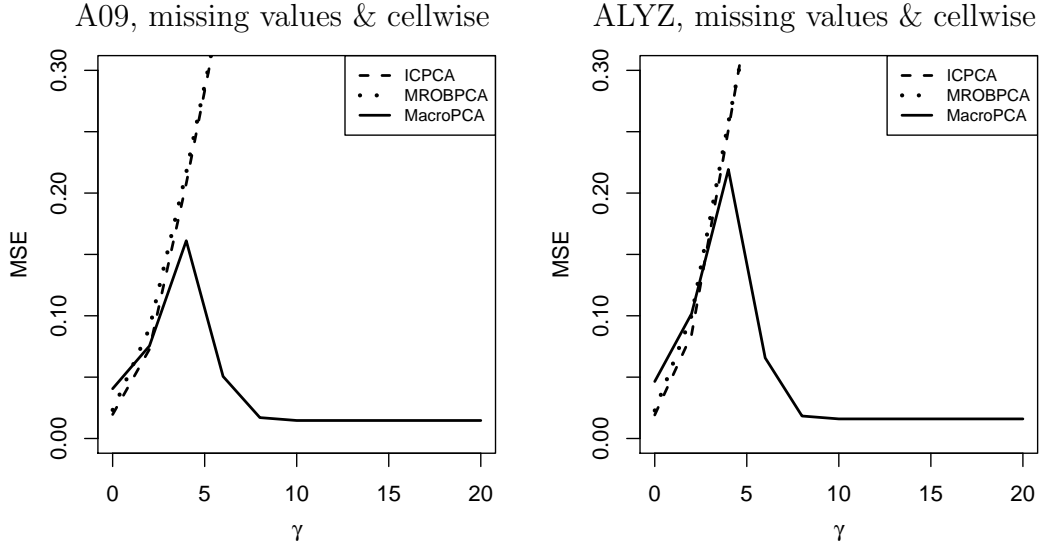 A09, missing values & cellwise
ALYZ, missing values & cellwise
0.30
0.20
0.10
0.00
MSE
ICPCA
MROBPCA
MacroPCA
0 5 10 15 20
γ
0.30
0.20
0.10
0.00
MSE
ICPCA
MROBPCA
MacroPCA
0 5 10 15 20
γ